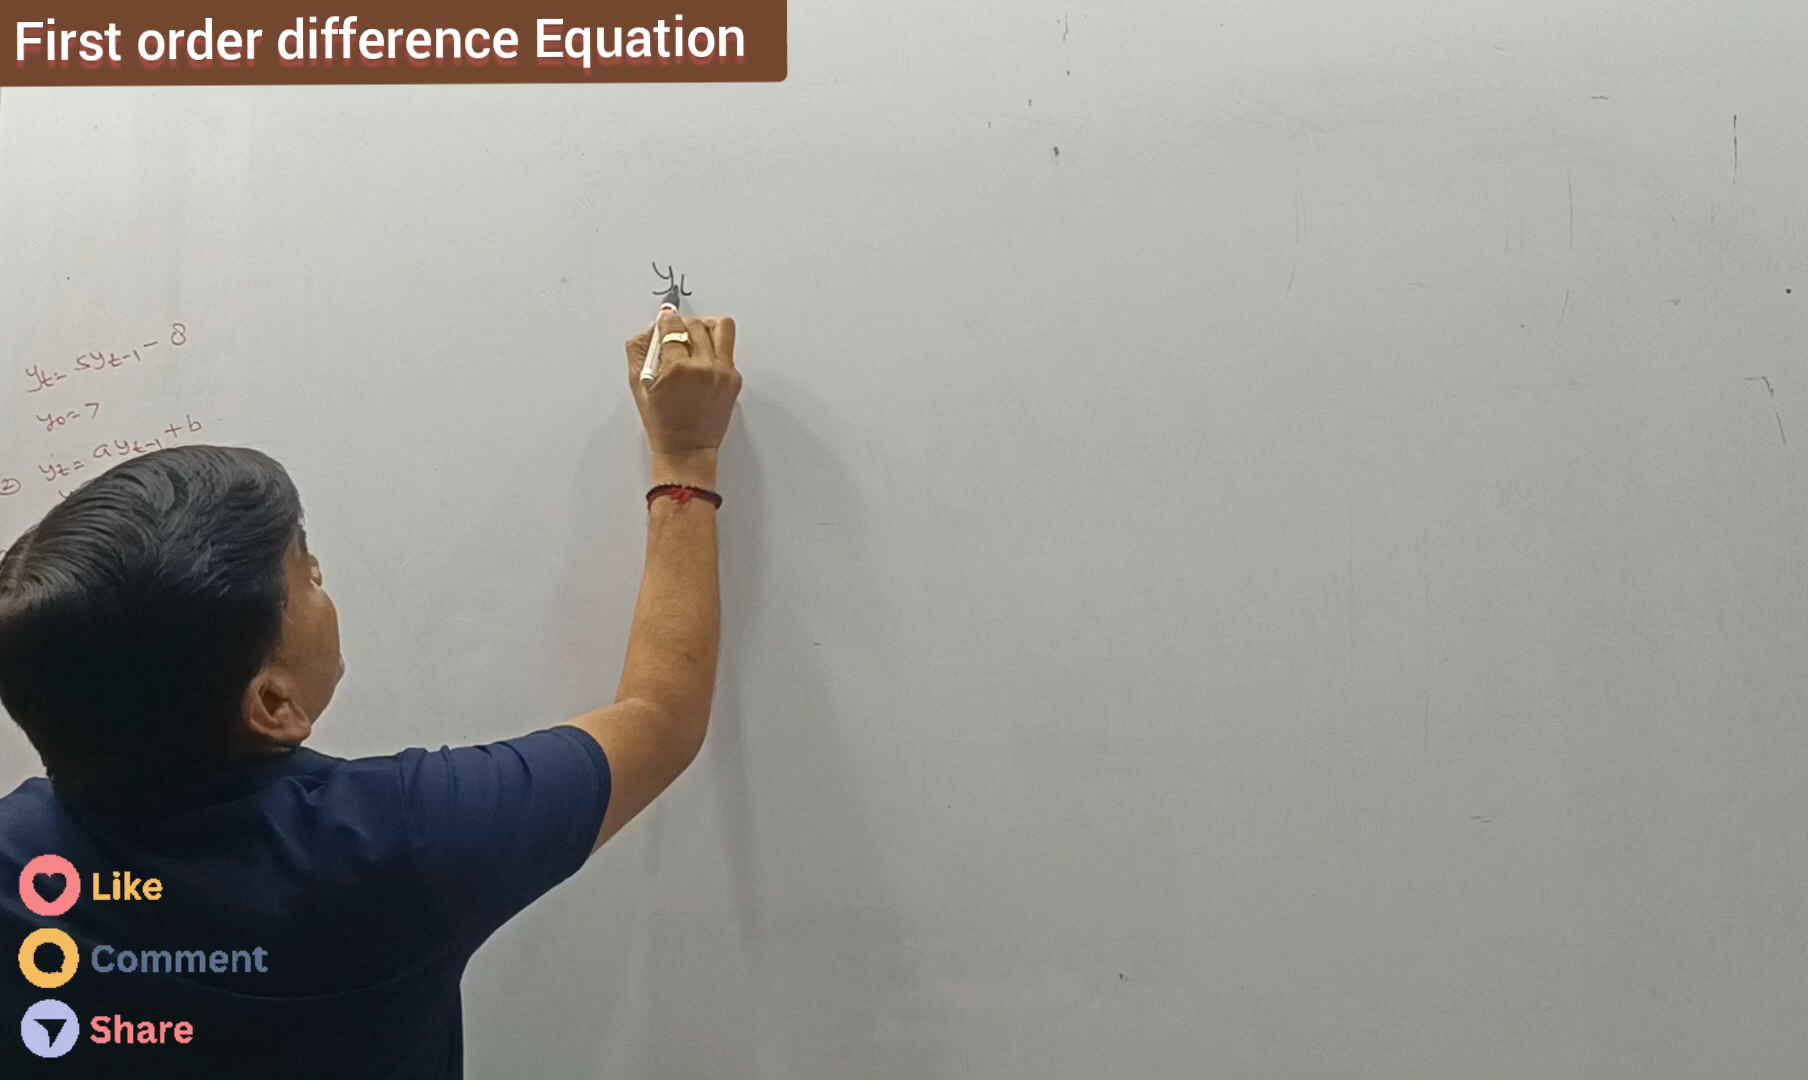 First order difference Equation
yt
yt = 5yt-1 - 8
y0 = 7
② yt = ayt-1 + b
Like
Comment
Share